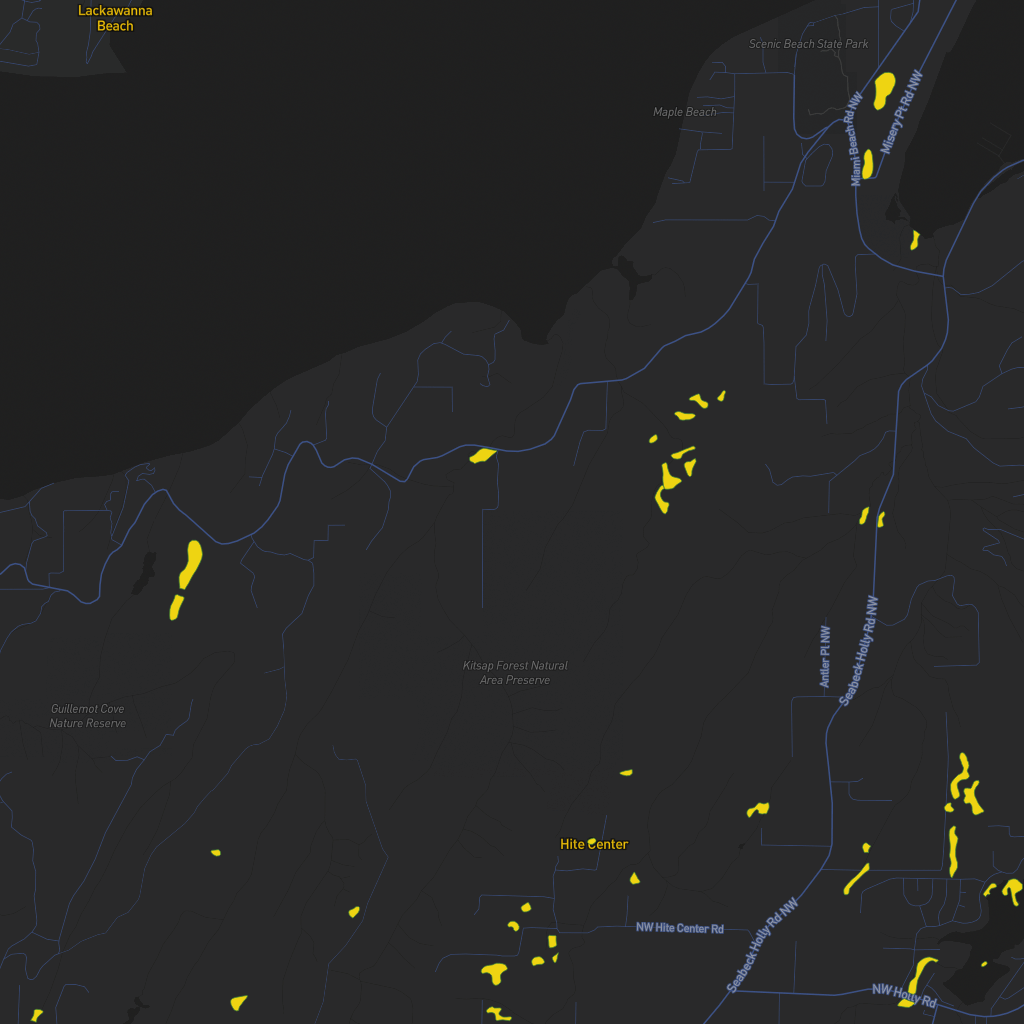 Lackawanna
Beach
Scenic Beach State Park
Maple Beach
Miami Beach Rd NW
Misery Pt Rd NW
Antler Pl NW
Seabeck Holly Rd NW
Kitsap Forest Natural
Area Preserve
Guillemot Cove
Nature Reserve
Hite Center
NW Hite Center Rd
Seabeck Holly Rd NW
NW Holly Rd